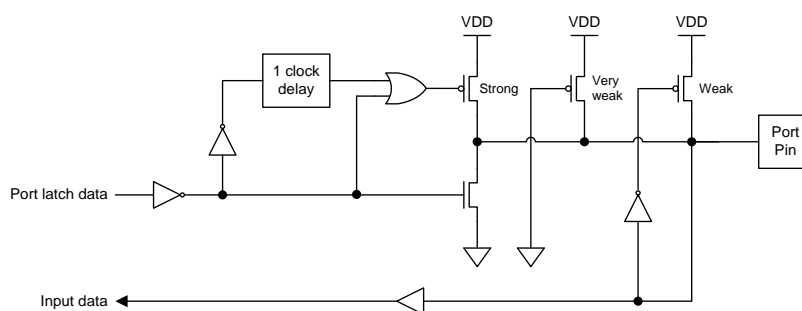 VDD
VDD
VDD
1 clock
delay
Strong
Very
weak
Weak
Port
Pin
Port latch data
Input data